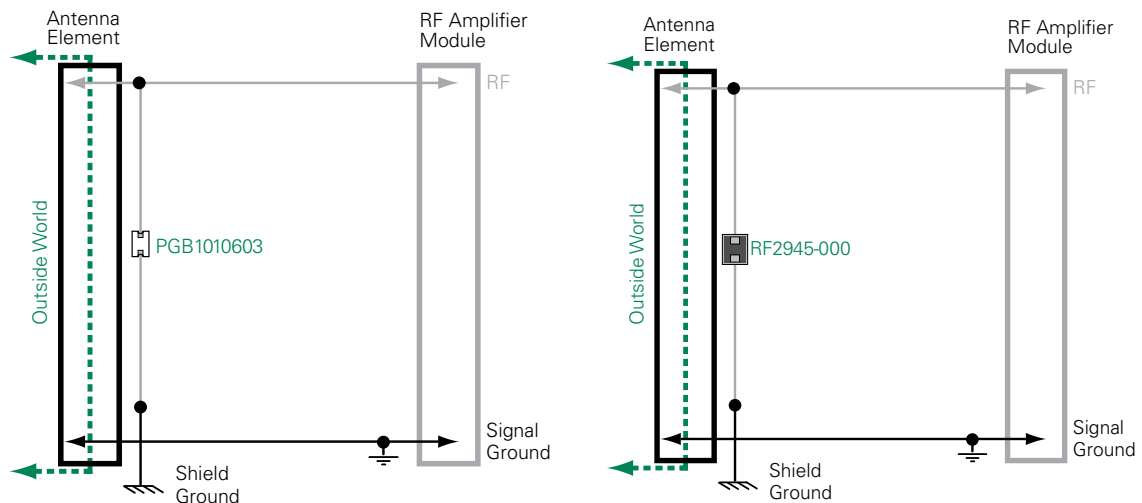 Antenna
Element
RF Amplifier
Module
RF
Outside World
PGB1010603
Signal
Ground
Shield
Ground
Antenna
Element
RF Amplifier
Module
RF
Outside World
RF2945-000
Signal
Ground
Shield
Ground